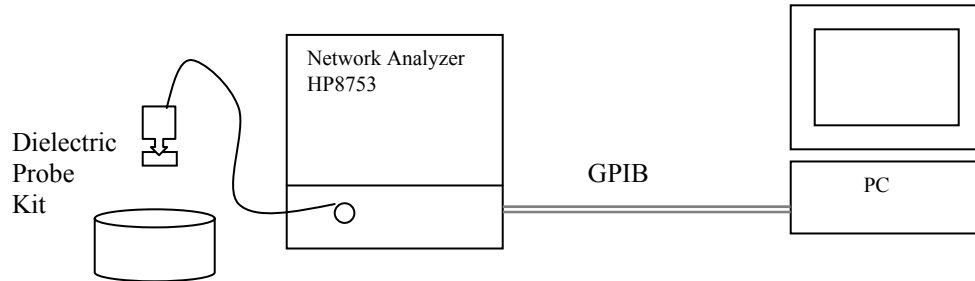 Network Analyzer
HP8753
Dielectric
Probe
Kit
GPIB
PC